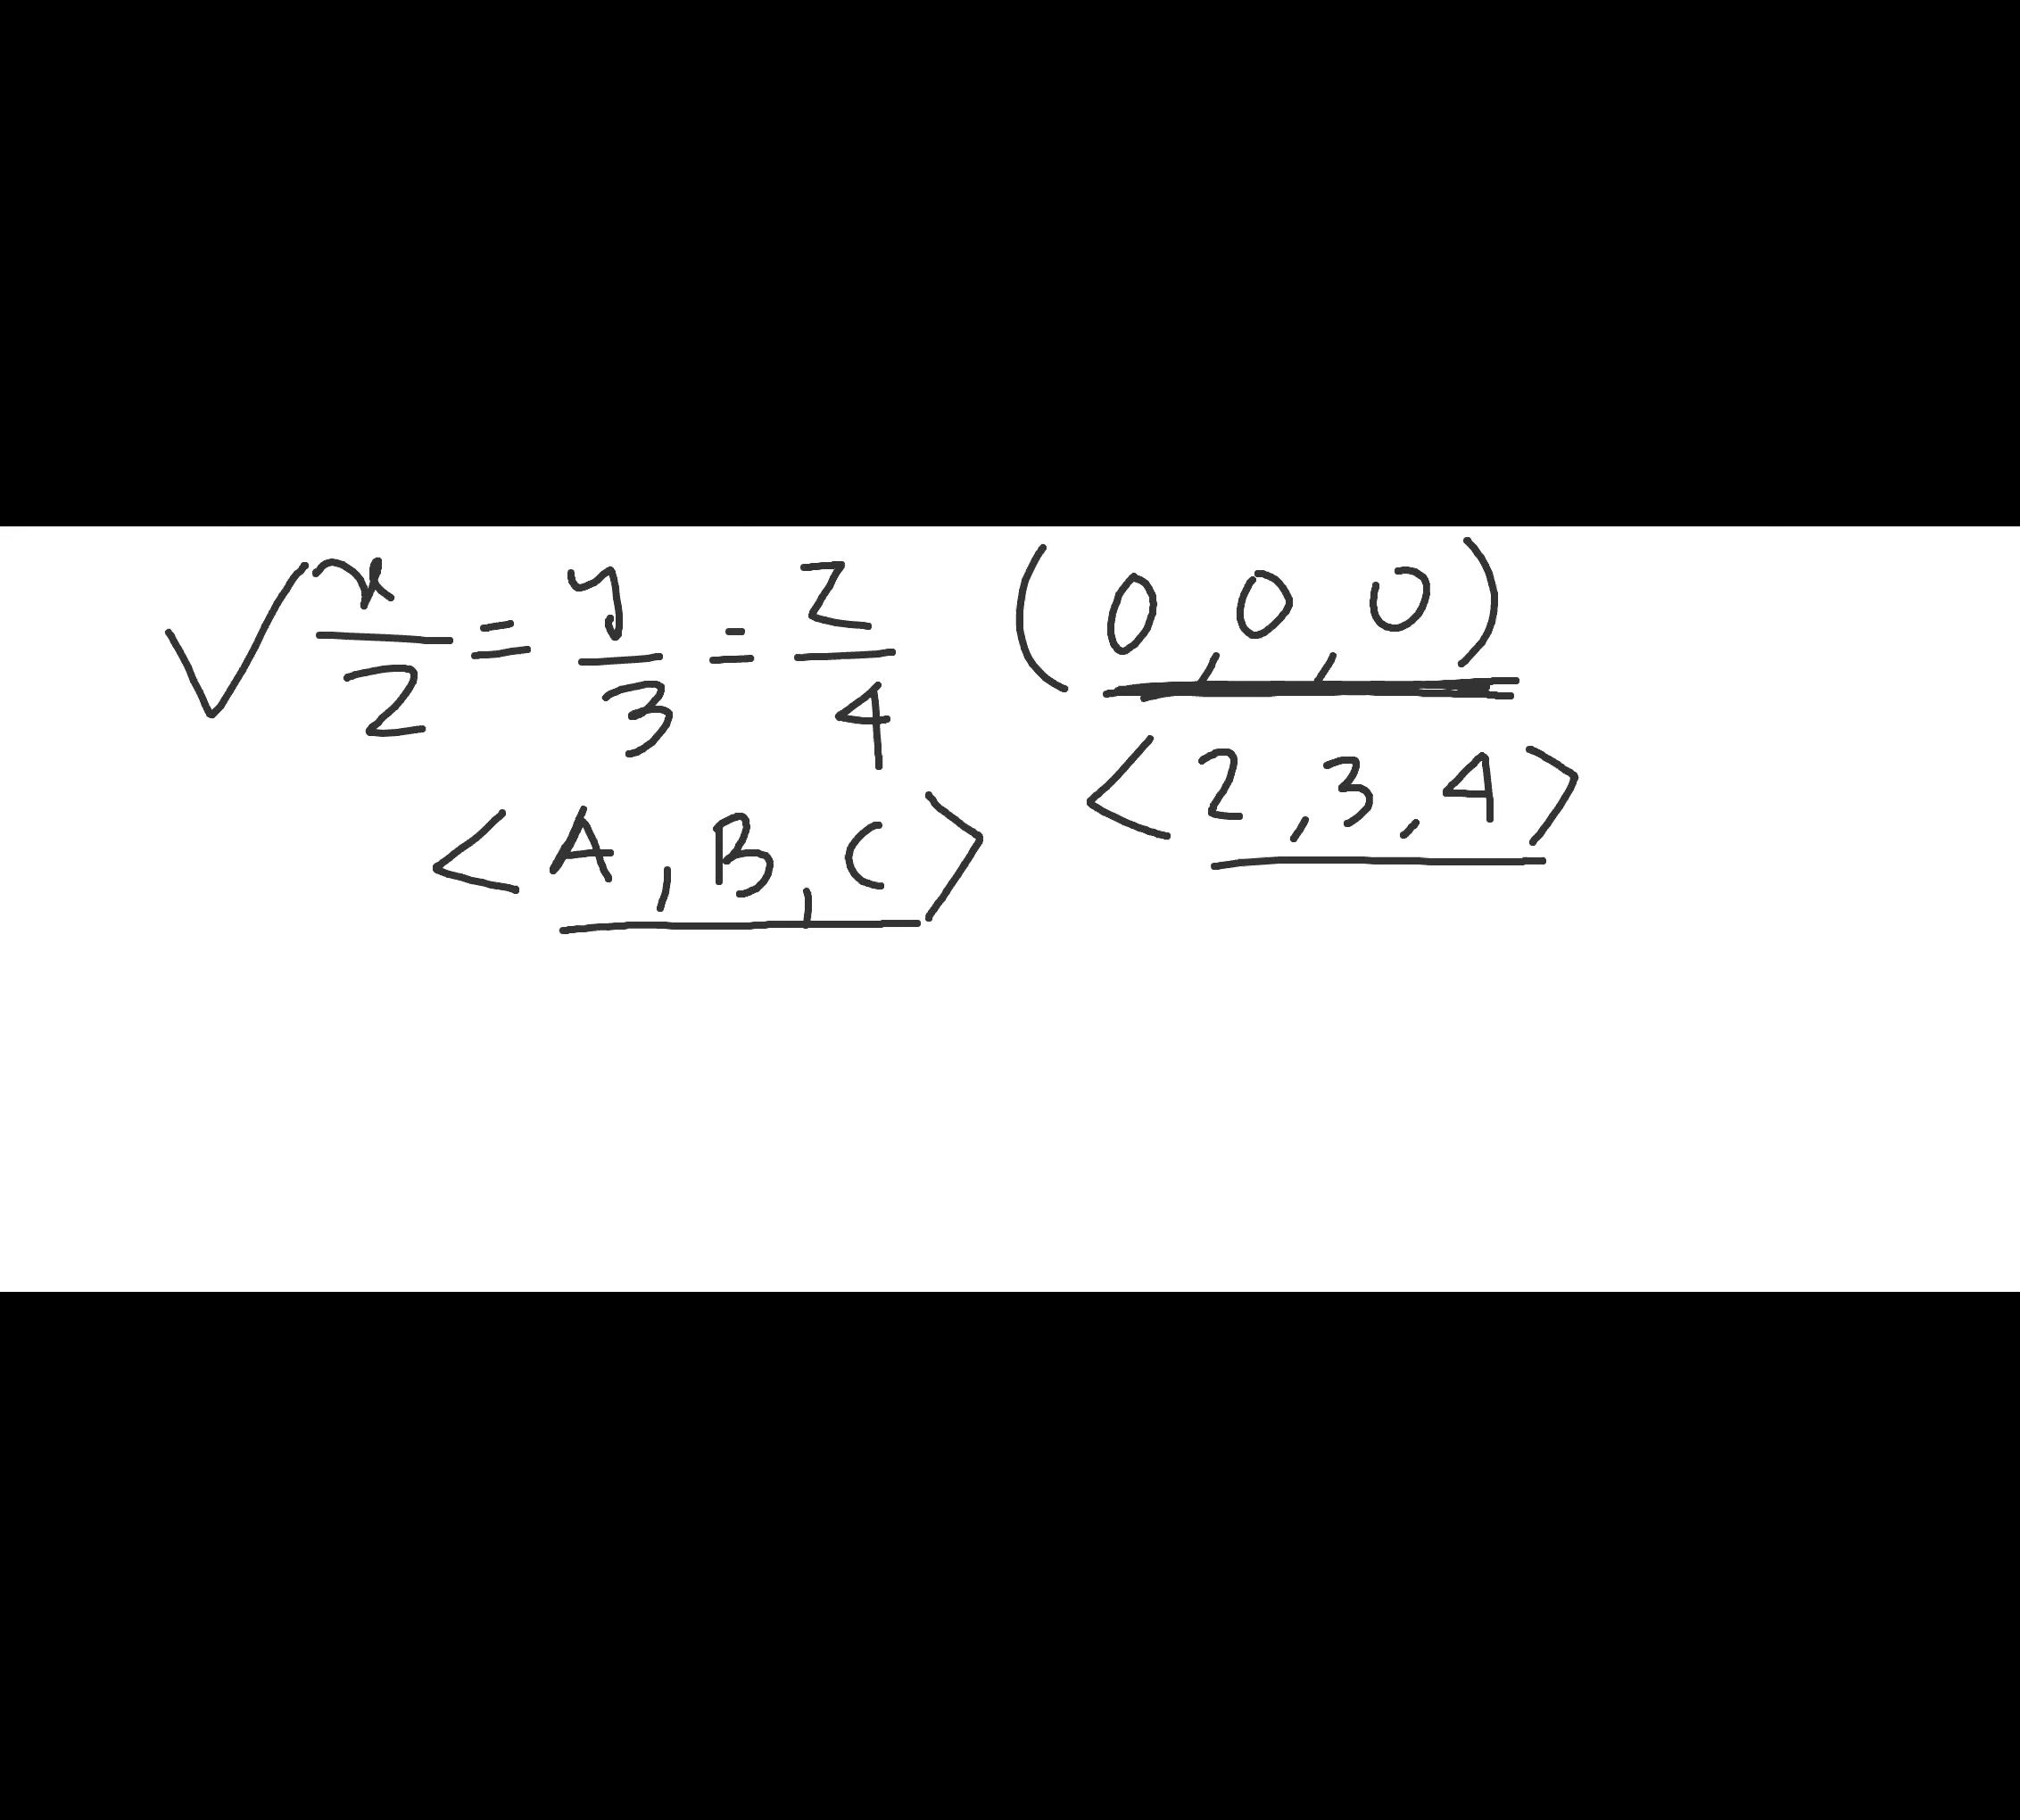 √ x/2 = y/3 = z/4 (0,0,0)
<2,3,4>
<A,B,C>